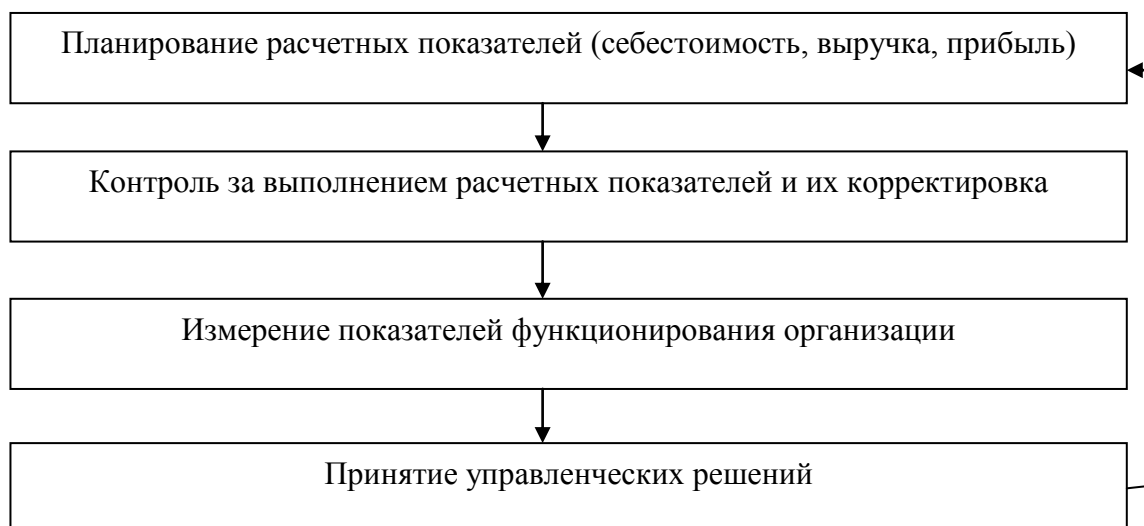 Планирование расчетных показателей (себестоимость, выручка, прибыль)
Контроль за выполнением расчетных показателей и их корректировка
Измерение показателей функционирования организации
Принятие управленческих решений